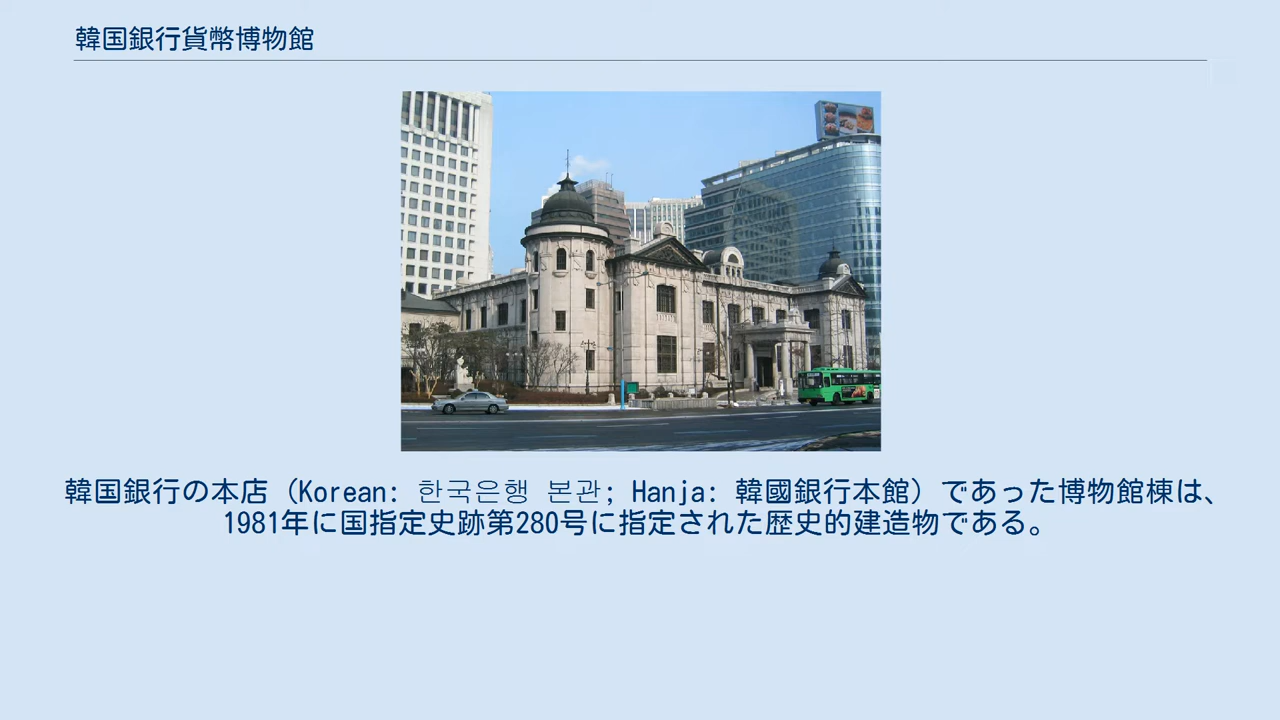 韓国銀行貨幣博物館
韓国銀行の本店（Korean: 한국은행 본관; Hanja: 韓國銀行本館）であった博物館棟は、
1981年に国指定史跡第280号に指定された歴史的建造物である。